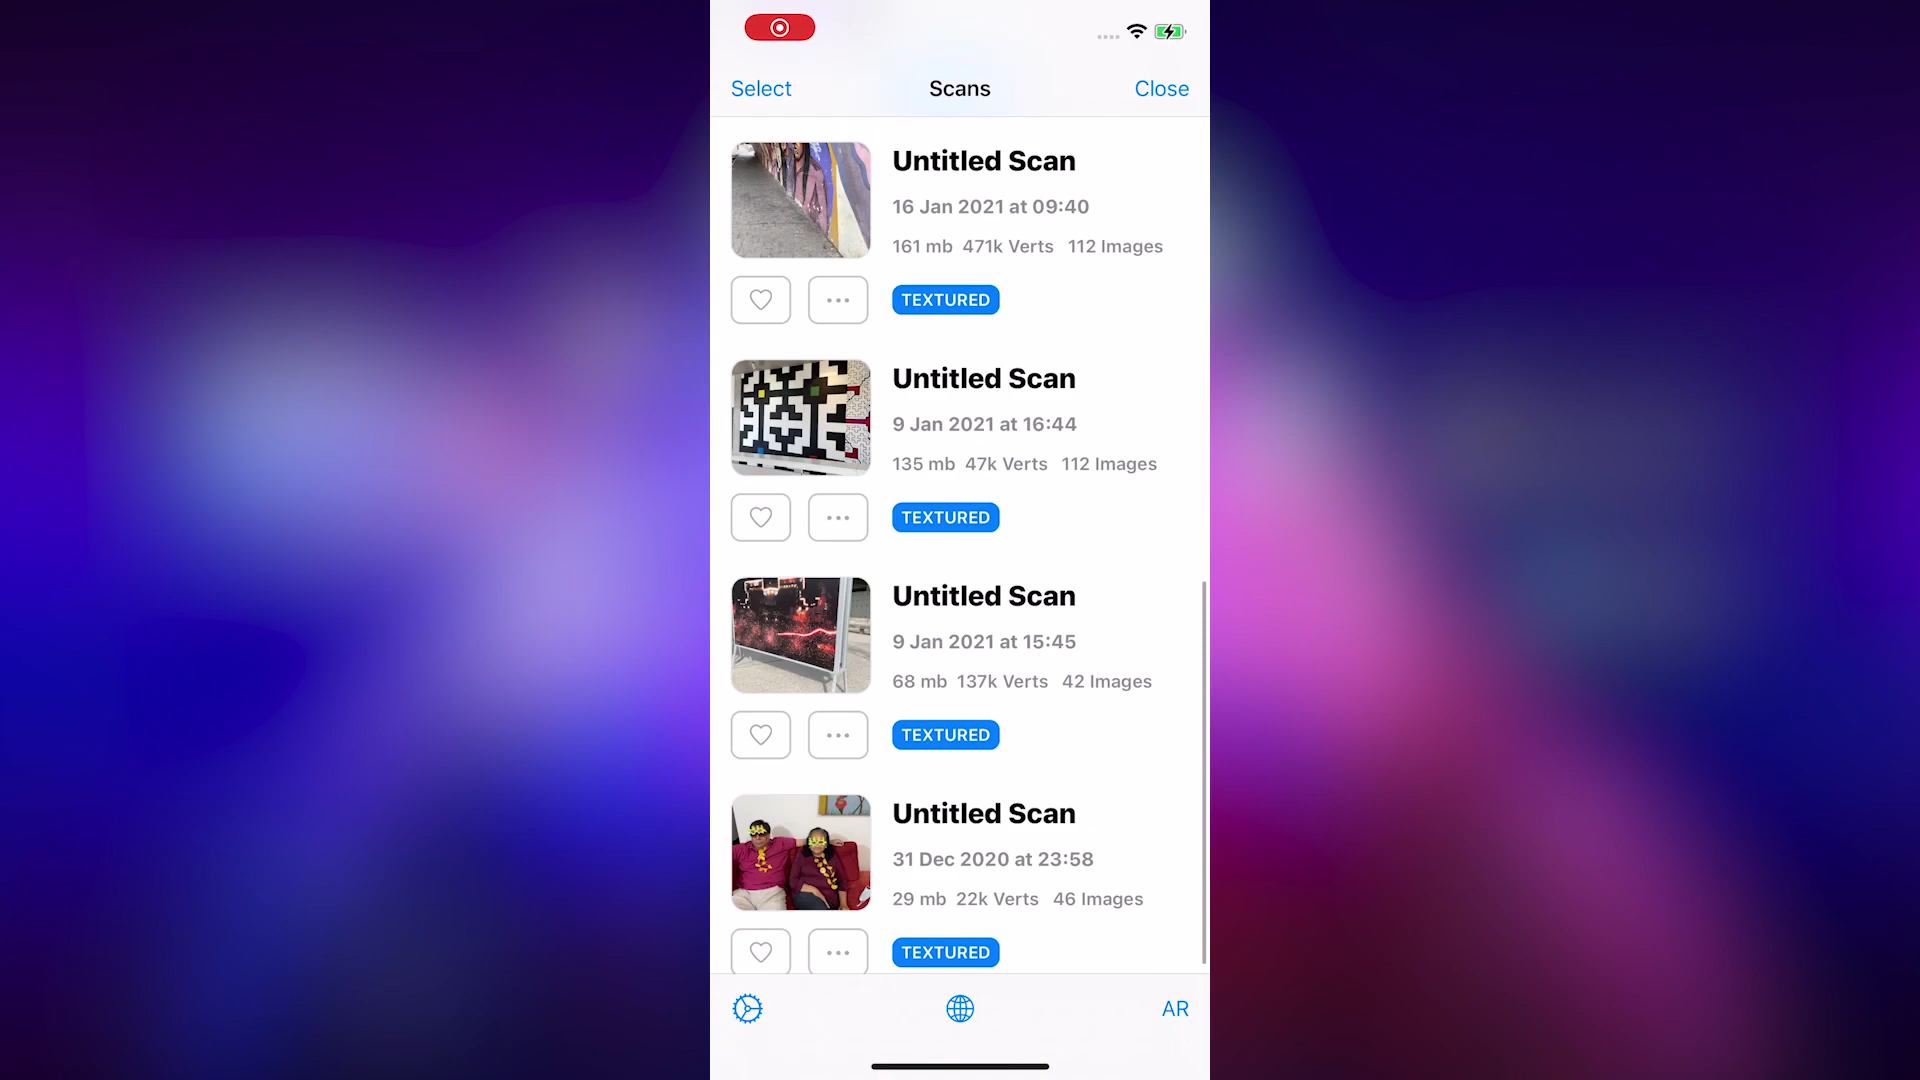 Select Scans Close
Untitled Scan
16 Jan 2021 at 09:40
161 mb 471k Verts 112 Images
TEXTURED
Untitled Scan
9 Jan 2021 at 16:44
135 mb 47k Verts 112 Images
TEXTURED
Untitled Scan
9 Jan 2021 at 15:45
68 mb 137k Verts 42 Images
TEXTURED
Untitled Scan
31 Dec 2020 at 23:58
29 mb 22k Verts 46 Images
TEXTURED
AR